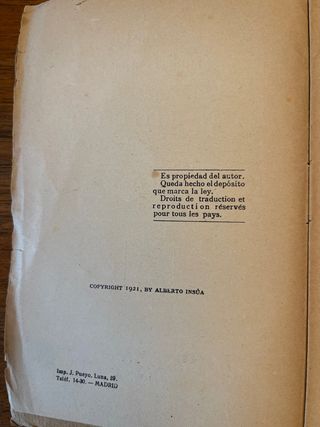 Es propiedad del autor.
Queda hecho el depósito
que marca la ley.
Droits de traduction et
reproduction réservés
pour tous les pays.
COPYRIGHT 1921, BY ALBERTO INSÚA
Imp. J. Pueyo, Luna, 29.
Teléf. 14-30. — MADRID